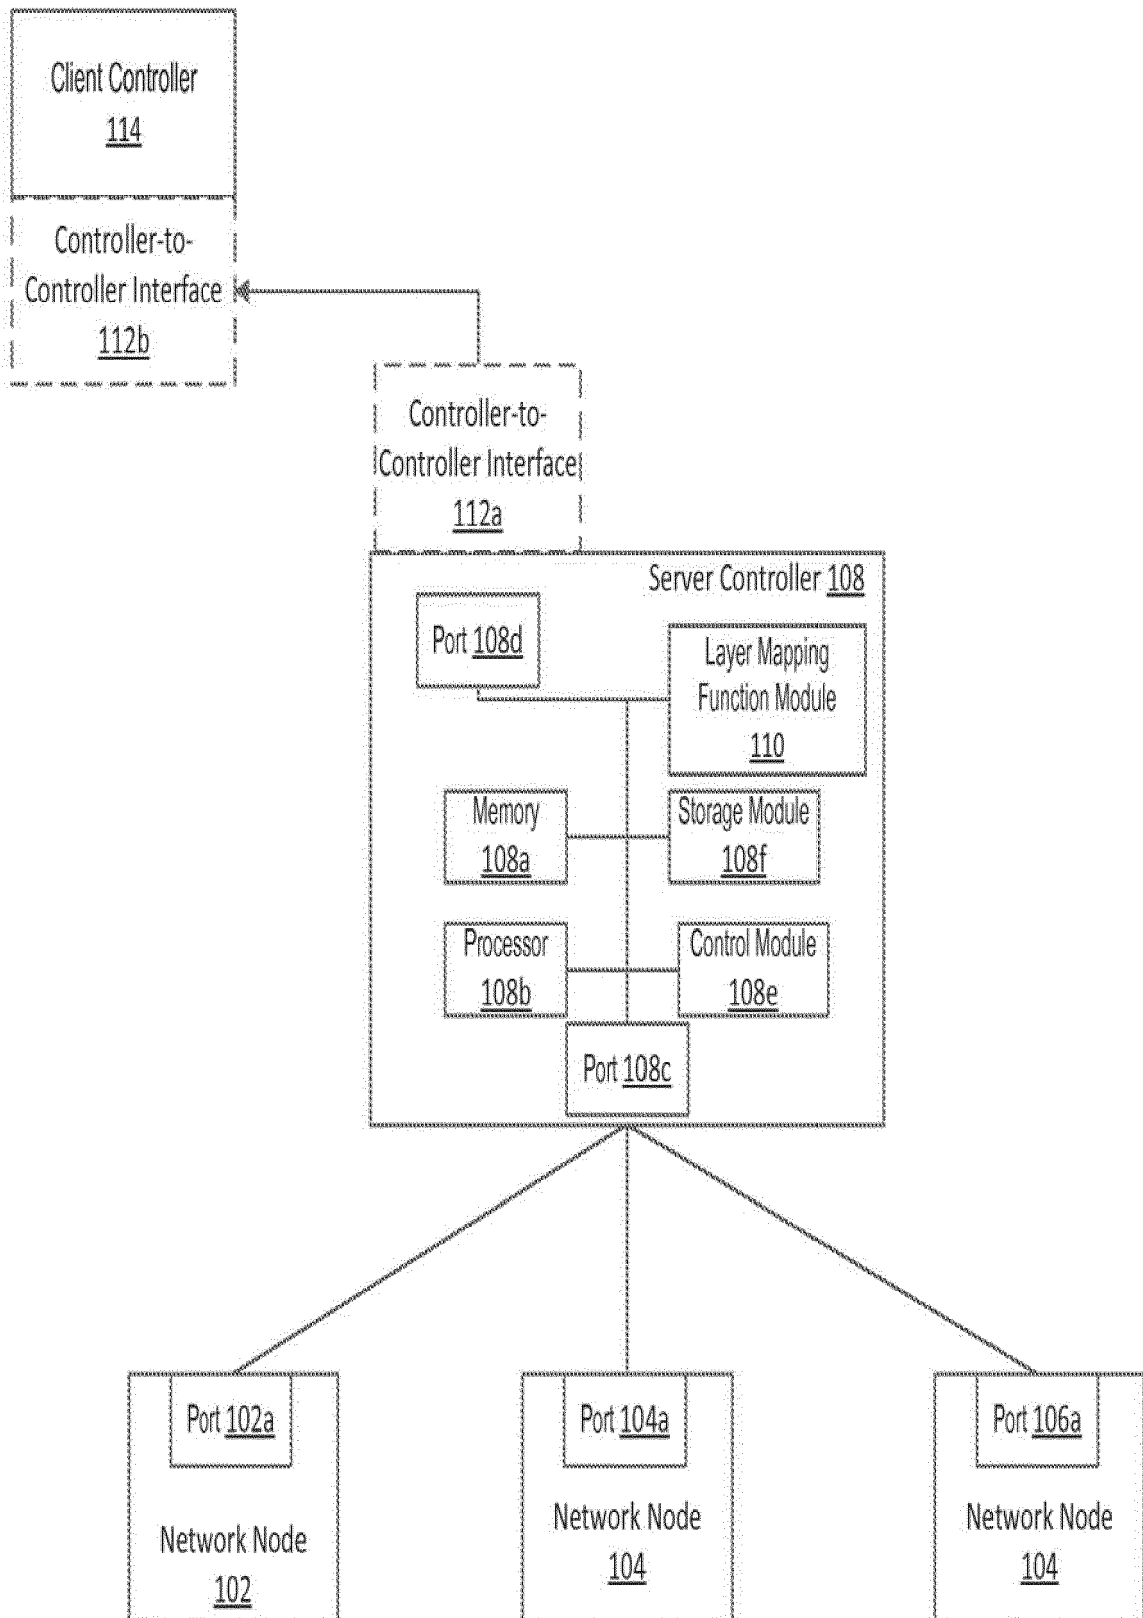 Client Controller
114
Controller-to-
Controller Interface
112b
Controller-to-
Controller Interface
112a
Server Controller 108
Port 108d
Layer Mapping
Function Module
110
Memory
108a
Storage Module
108f
Processor
108b
Control Module
108e
Port 108c
Port 102a
Network Node
102
Port 104a
Network Node
104
Port 106a
Network Node
104